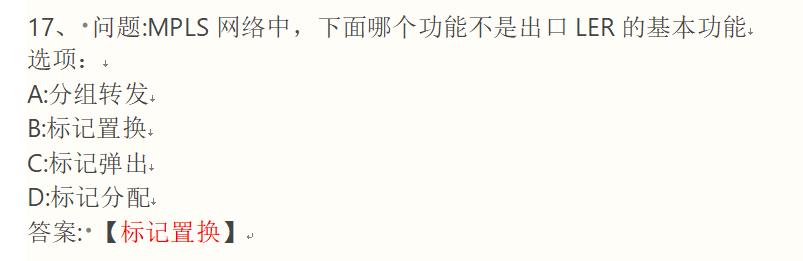 17、•问题:MPLS 网络中，下面哪个功能不是出口 LER 的基本功能↓
选项：↓
A:分组转发↓
B:标记置换↓
C:标记弹出↓
D:标记分配↓
答案:•【标记置换】↵